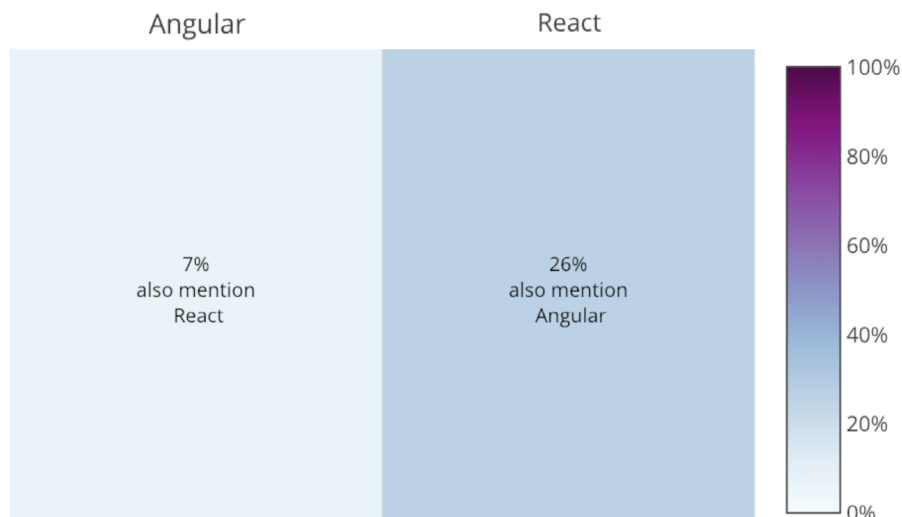 Angular
React
7%
also mention
React
26%
also mention
Angular
100%
80%
60%
40%
20%
0%